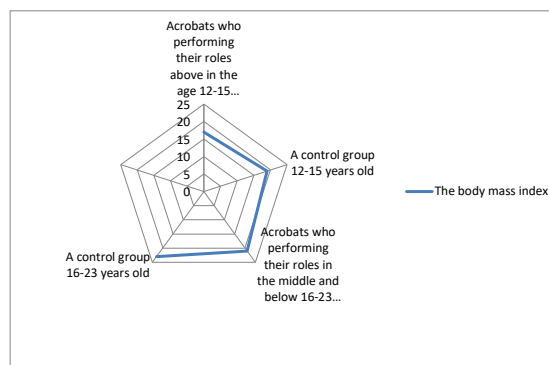 Acrobats who
performing
their roles
above in the
age 12-15...
25
20
15
10
5
0
A control group
12-15 years old
The body mass index
Acrobats who
performing
their roles in
the middle and
below 16-23...
A control group
16-23 years old